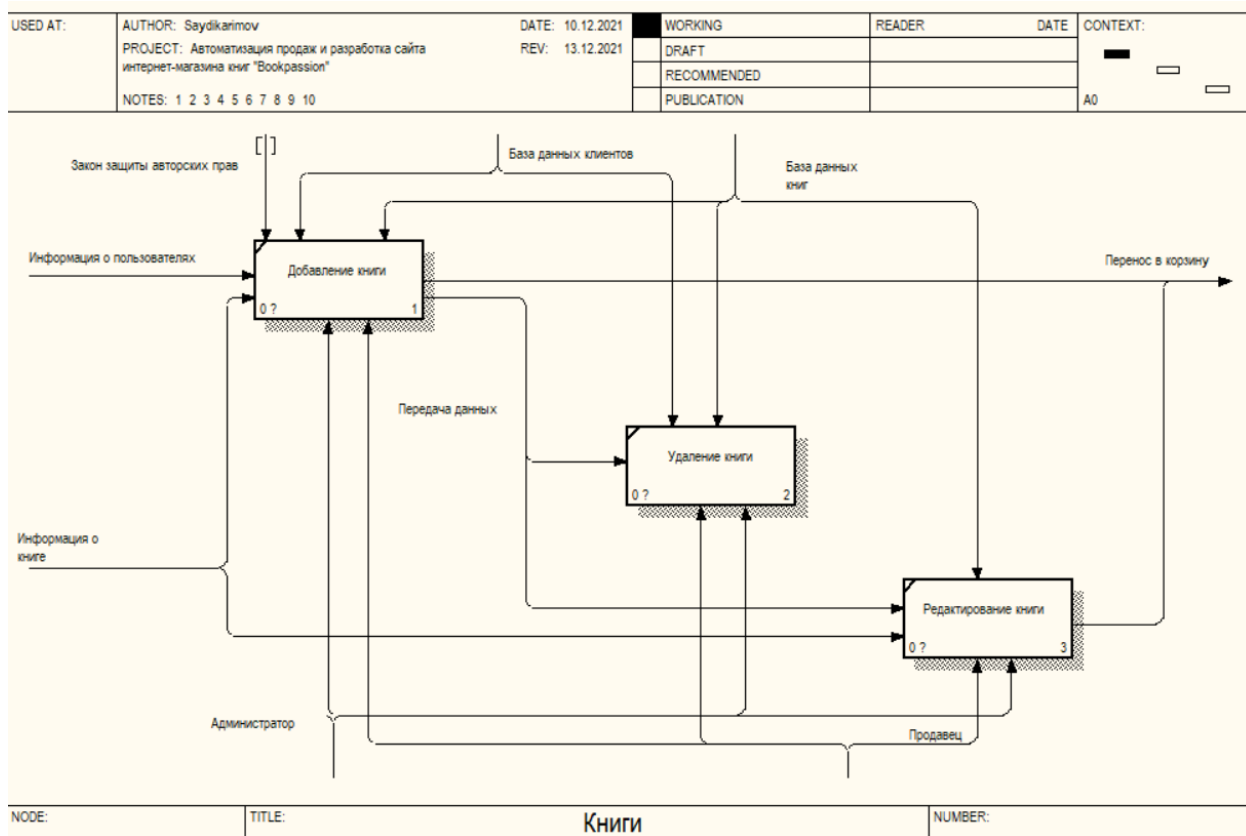 USED AT:
AUTHOR: Saydikarimov
DATE: 10.12.2021
PROJECT: Автоматизация продаж и разработка сайта
интернет-магазина книг "Bookpassion"
REV: 13.12.2021
NOTES: 1 2 3 4 5 6 7 8 9 10
WORKING
DRAFT
RECOMMENDED
PUBLICATION
READER DATE
CONTEXT:
A0
Закон защиты авторских прав
База данных клиентов
База данных
книг
Информация о пользователях
Добавление книги
0 ? 1
Перенос в корзину
Передача данных
Удаление книги
0 ? 2
Информация о
книге
Редактирование книги
0 ? 3
Администратор
Продавец
NODE:
TITLE:
Книги
NUMBER: